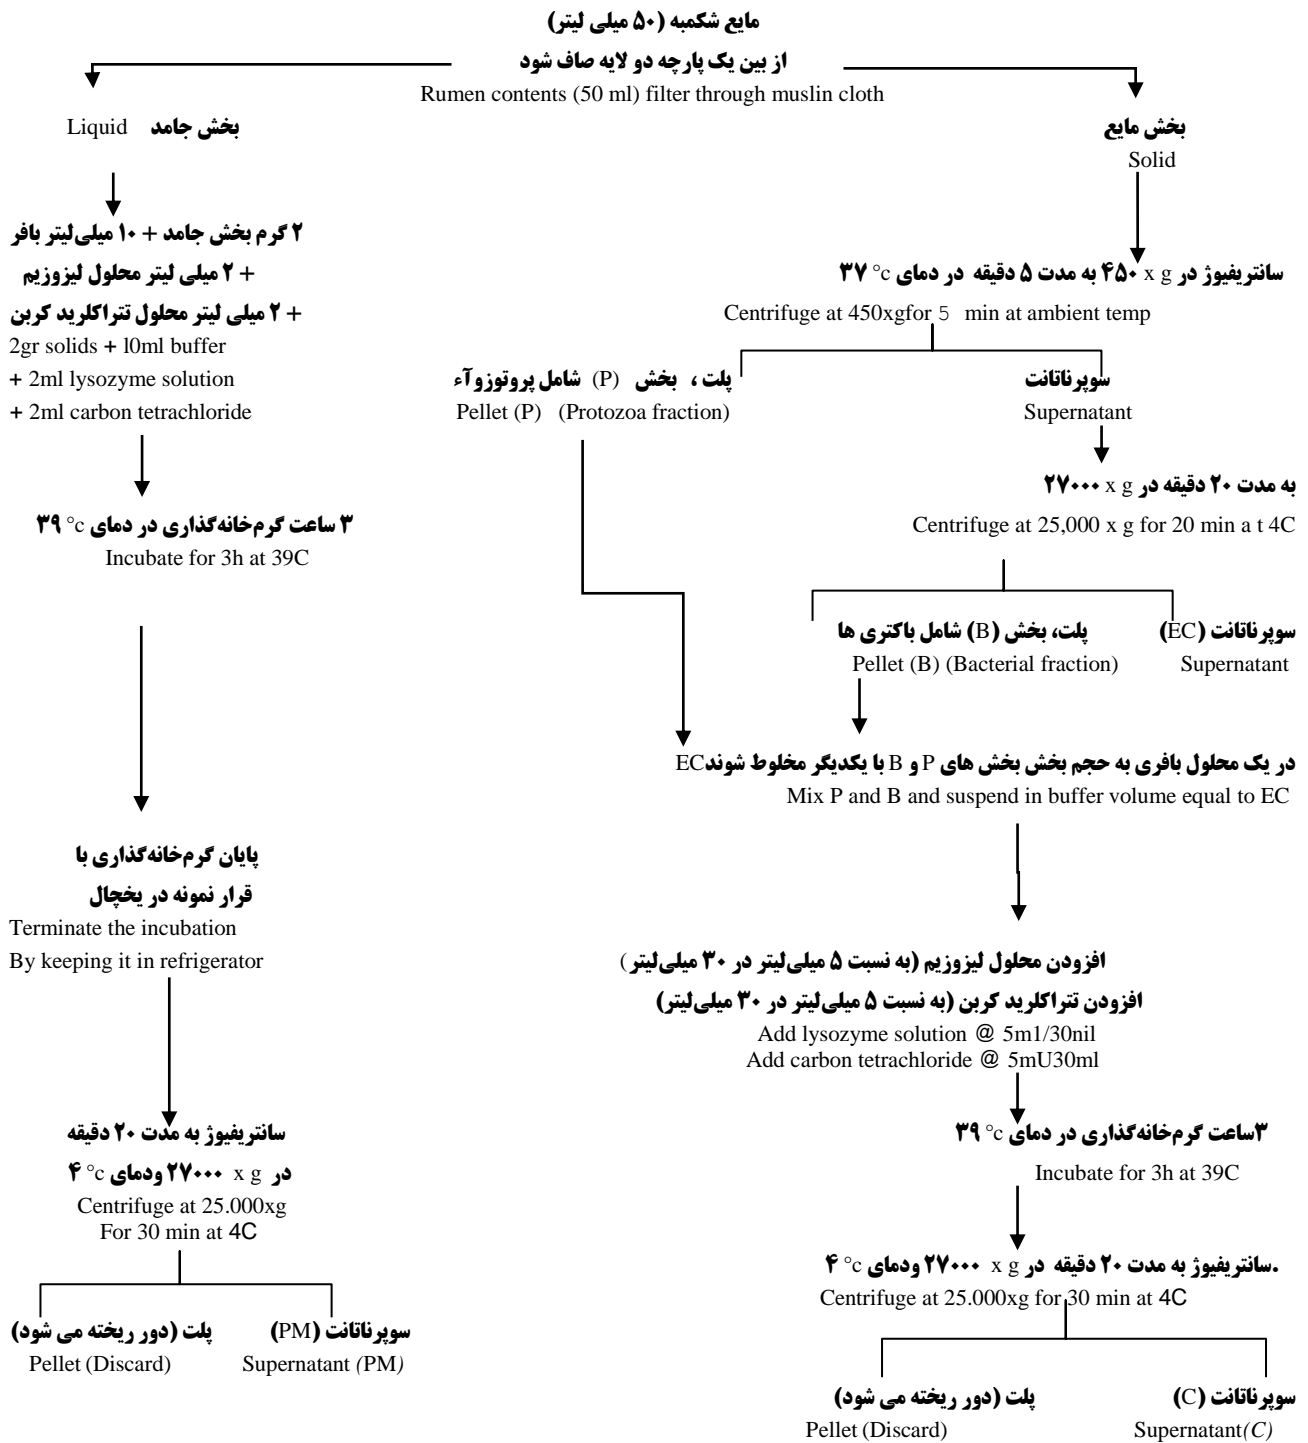 مایع شکمبه (۵۰ میلی لیتر)
از بین یک پارچه دو لایه صاف شود
Rumen contents (50 ml) filter through muslin cloth
بخش جامد Liquid
۲ گرم بخش جامد + ۱۰ میلی‌لیتر بافر
+ ۲ میلی لیتر محلول لیزوزیم
+ ۲ میلی لیتر محلول تتراکلرید کربن
2gr solids + l0ml buffer
+ 2ml lysozyme solution
+ 2ml carbon tetrachloride
۳ ساعت گرم‌خانه‌گذاری در دمای ۳۹ °c
Incubate for 3h at 39C
پایان گرم‌خانه‌گذاری با
قرار نمونه در یخچال
Terminate the incubation
By keeping it in refrigerator
سانتریفیوژ به مدت ۲۰ دقیقه
در ۲۷۰۰۰ x g ودمای ۴ °c
Centrifuge at 25.000xg
For 30 min at 4C
پلت (دور ریخته می شود)
Pellet (Discard)
سوپرناتانت (PM)
Supernatant (PM)
بخش مایع
Solid
سانتریفیوژ در ۴۵۰ x g به مدت ۵ دقیقه در دمای ۳۷ °c
Centrifuge at 450xgfor 5 min at ambient temp
پلت ، بخش (P) شامل پروتوزوآء
Pellet (P) (Protozoa fraction)
سوپرناتانت
Supernatant
به مدت ۲۰ دقیقه در ۲۷۰۰۰ x g
Centrifuge at 25,000 x g for 20 min a t 4C
پلت، بخش (B) شامل باکتری ها
Pellet (B) (Bacterial fraction)
سوپرناتانت (EC)
Supernatant
در یک محلول بافری به حجم بخش بخش های P و B با یکدیگر مخلوط شوندEC
Mix P and B and suspend in buffer volume equal to EC
افزودن محلول لیزوزیم (به نسبت ۵ میلی‌لیتر در ۳۰ میلی‌لیتر)
افزودن تتراکلرید کربن (به نسبت ۵ میلی‌لیتر در ۳۰ میلی‌لیتر)
Add lysozyme solution @ 5m1/30nil
Add carbon tetrachloride @ 5mU30ml
۳ساعت گرم‌خانه‌گذاری در دمای ۳۹ °c
Incubate for 3h at 39C
.سانتریفیوژ به مدت ۲۰ دقیقه در ۲۷۰۰۰ x g ودمای ۴ °c
Centrifuge at 25.000xg for 30 min at 4C
پلت (دور ریخته می شود)
Pellet (Discard)
سوپرناتانت (C)
Supernatant(C)